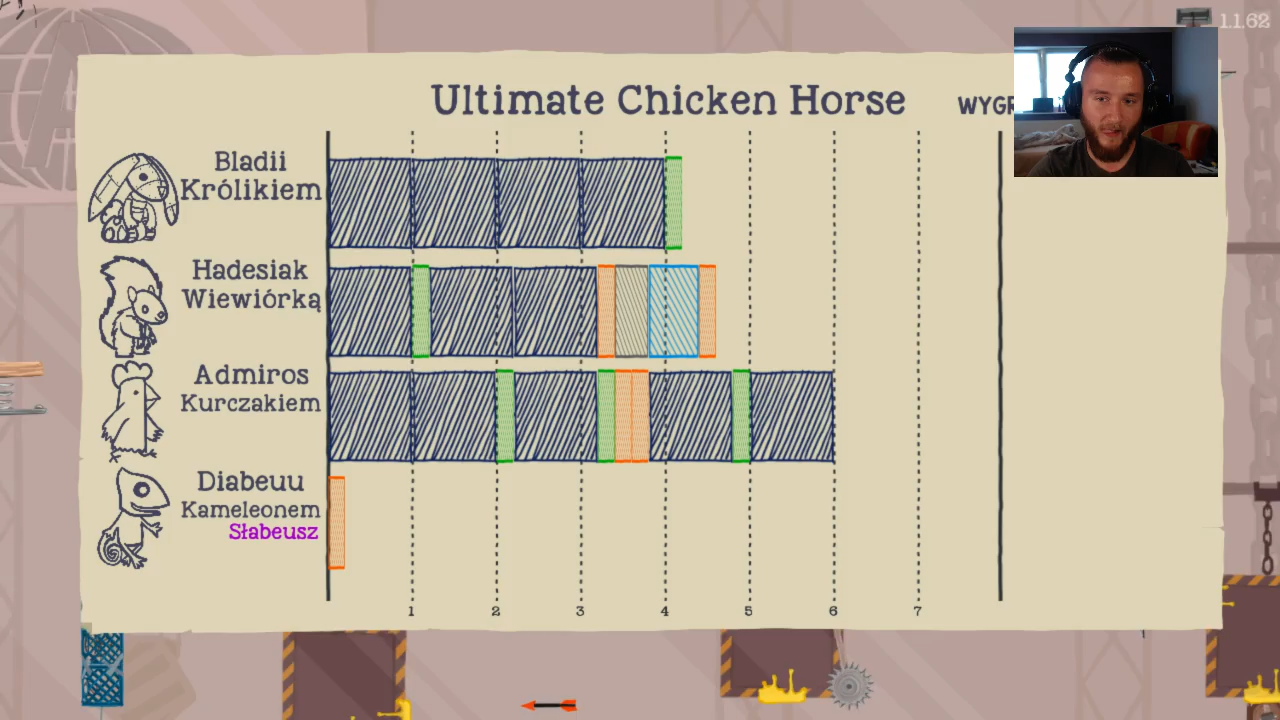 1.1.62
Ultimate Chicken Horse
Bladii
Królikiem
Hadesiak
Wiewiórką
Admiros
Kurczakiem
Diabeuu
Kameleonem
Słabeusz
1 2 3 4 5 6 7